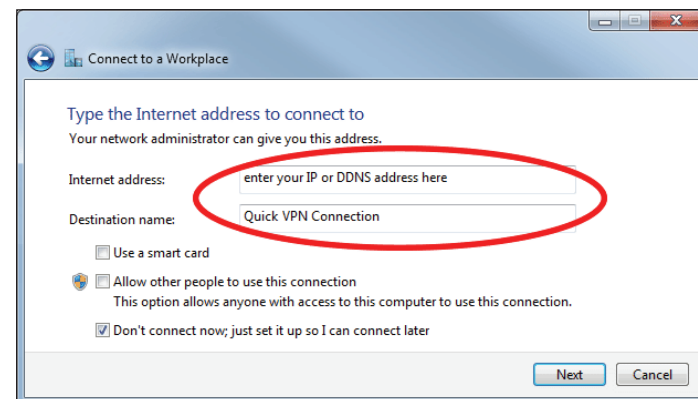 Connect to a Workplace
Type the Internet address to connect to
Your network administrator can give you this address.
Internet address: enter your IP or DDNS address here
Destination name: Quick VPN Connection
Use a smart card
Allow other people to use this connection
This option allows anyone with access to this computer to use this connection.
Don't connect now; just set it up so I can connect later
Next Cancel